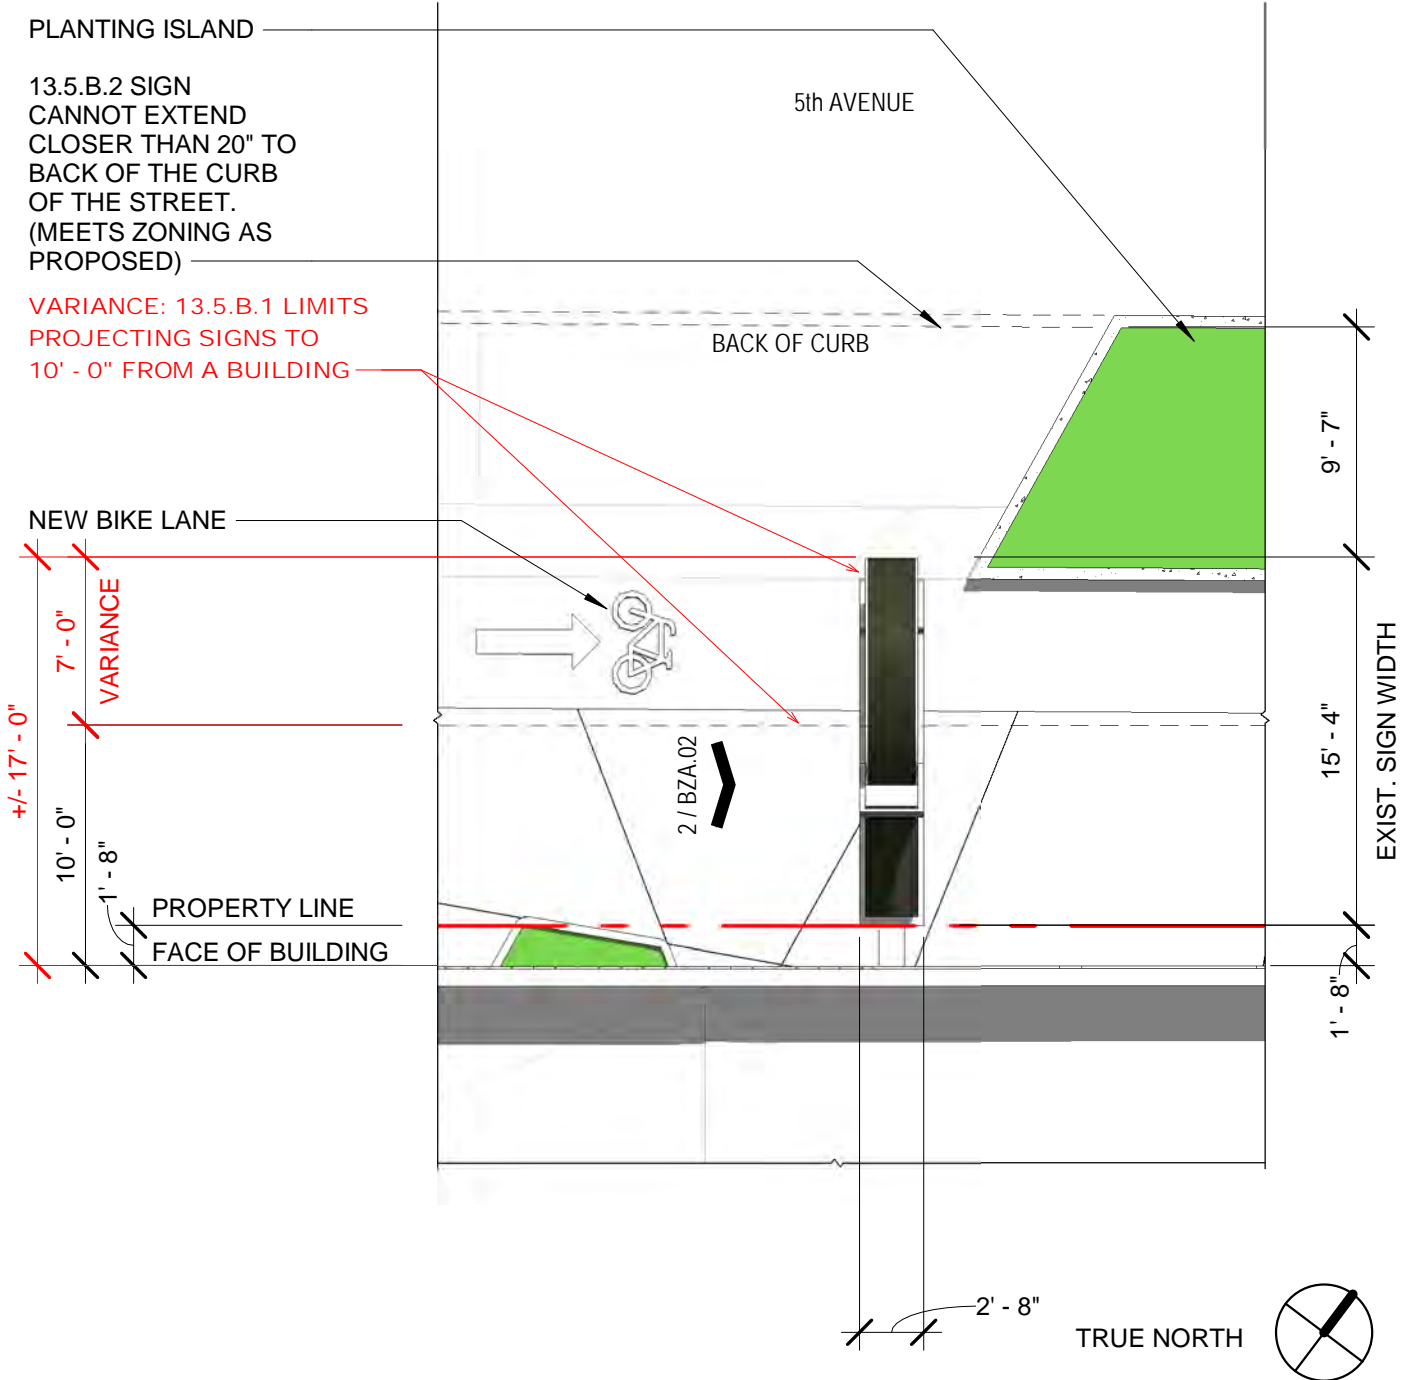 PLANTING ISLAND
13.5.B.2 SIGN
CANNOT EXTEND
CLOSER THAN 20" TO
BACK OF THE CURB
OF THE STREET.
(MEETS ZONING AS
PROPOSED)
VARIANCE: 13.5.B.1 LIMITS
PROJECTING SIGNS TO
10' - 0" FROM A BUILDING
5th AVENUE
BACK OF CURB
NEW BIKE LANE
9' - 7"
7' - 0"
VARIANCE
+/- 17' - 0"
10' - 0"
1' - 8"
2 / BZA.02
15' - 4"
EXIST. SIGN WIDTH
PROPERTY LINE
FACE OF BUILDING
1' - 8"
2' - 8"
TRUE NORTH